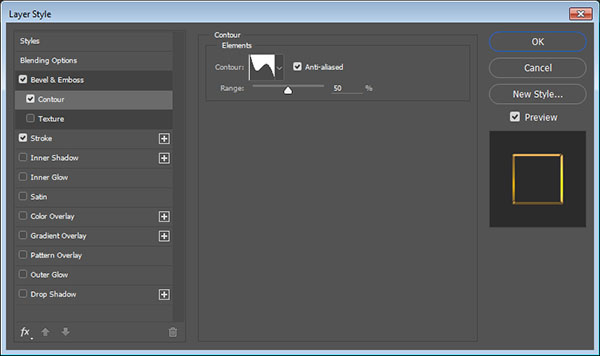 Layer Style
Styles
Blending Options
Bevel & Emboss
Contour
Texture
Stroke
Inner Shadow
Inner Glow
Satin
Color Overlay
Gradient Overlay
Pattern Overlay
Outer Glow
Drop Shadow
fx
Contour
Elements
Contour:
Anti-aliased
Range: 50 %
OK
Cancel
New Style...
Preview